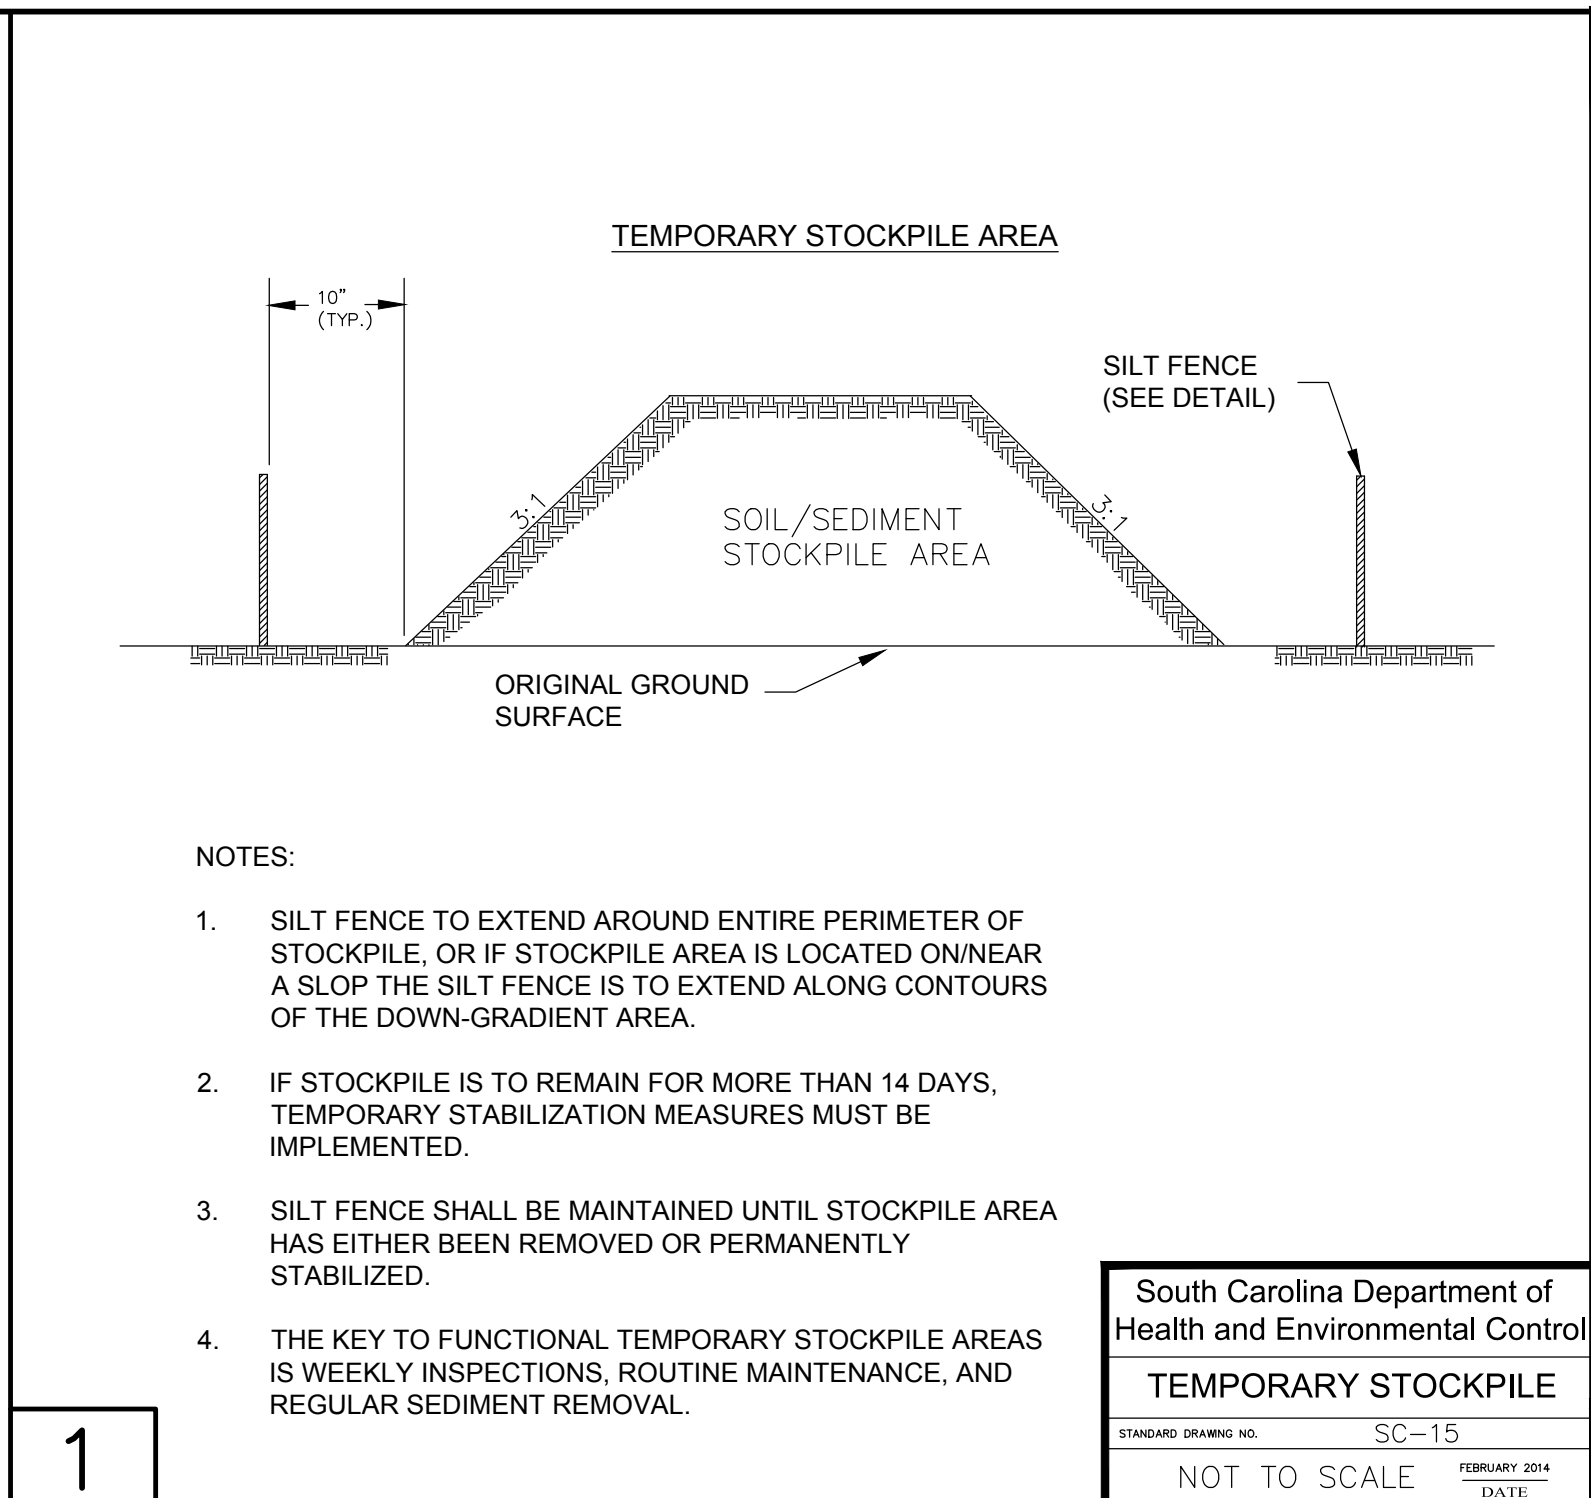 TEMPORARY STOCKPILE AREA
10"
(TYP.)
SILT FENCE
(SEE DETAIL)
3:1
3:1
SOIL/SEDIMENT
STOCKPILE AREA
ORIGINAL GROUND
SURFACE
NOTES:
1. SILT FENCE TO EXTEND AROUND ENTIRE PERIMETER OF
STOCKPILE, OR IF STOCKPILE AREA IS LOCATED ON/NEAR
A SLOP THE SILT FENCE IS TO EXTEND ALONG CONTOURS
OF THE DOWN-GRADIENT AREA.
2. IF STOCKPILE IS TO REMAIN FOR MORE THAN 14 DAYS,
TEMPORARY STABILIZATION MEASURES MUST BE
IMPLEMENTED.
3. SILT FENCE SHALL BE MAINTAINED UNTIL STOCKPILE AREA
HAS EITHER BEEN REMOVED OR PERMANENTLY
STABILIZED.
4. THE KEY TO FUNCTIONAL TEMPORARY STOCKPILE AREAS
IS WEEKLY INSPECTIONS, ROUTINE MAINTENANCE, AND
REGULAR SEDIMENT REMOVAL.
1
South Carolina Department of
Health and Environmental Control
TEMPORARY STOCKPILE
STANDARD DRAWING NO. SC-15
NOT TO SCALE
FEBRUARY 2014
DATE